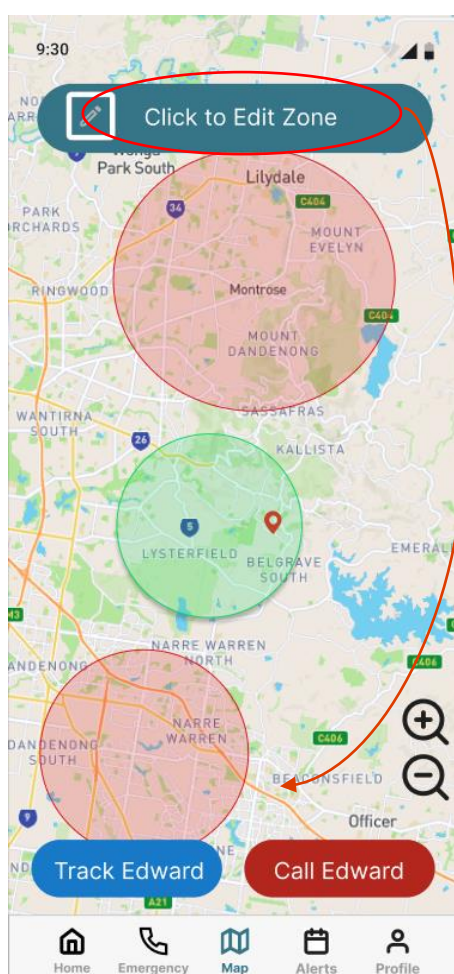 9:30
Click to Edit Zone
Park South
Lilydale
34
C404
PARK
MOUNT
EVELYN
RINGWOOD
Montrose
C404
MOUNT
DANDENONG
SASSAFRAS
WANTIRNA
SOUTH
26
KALLISTA
5
LYSTERFIELD
BELGRAVE
SOUTH
NARRE WARREN
NORTH
C406
NARRE
WARREN
C406
DANDENONG
SOUTH
BEACONSFIELD
9
Officer
Track Edward
Call Edward
A21
Home
Emergency
Map
Alerts
Profile